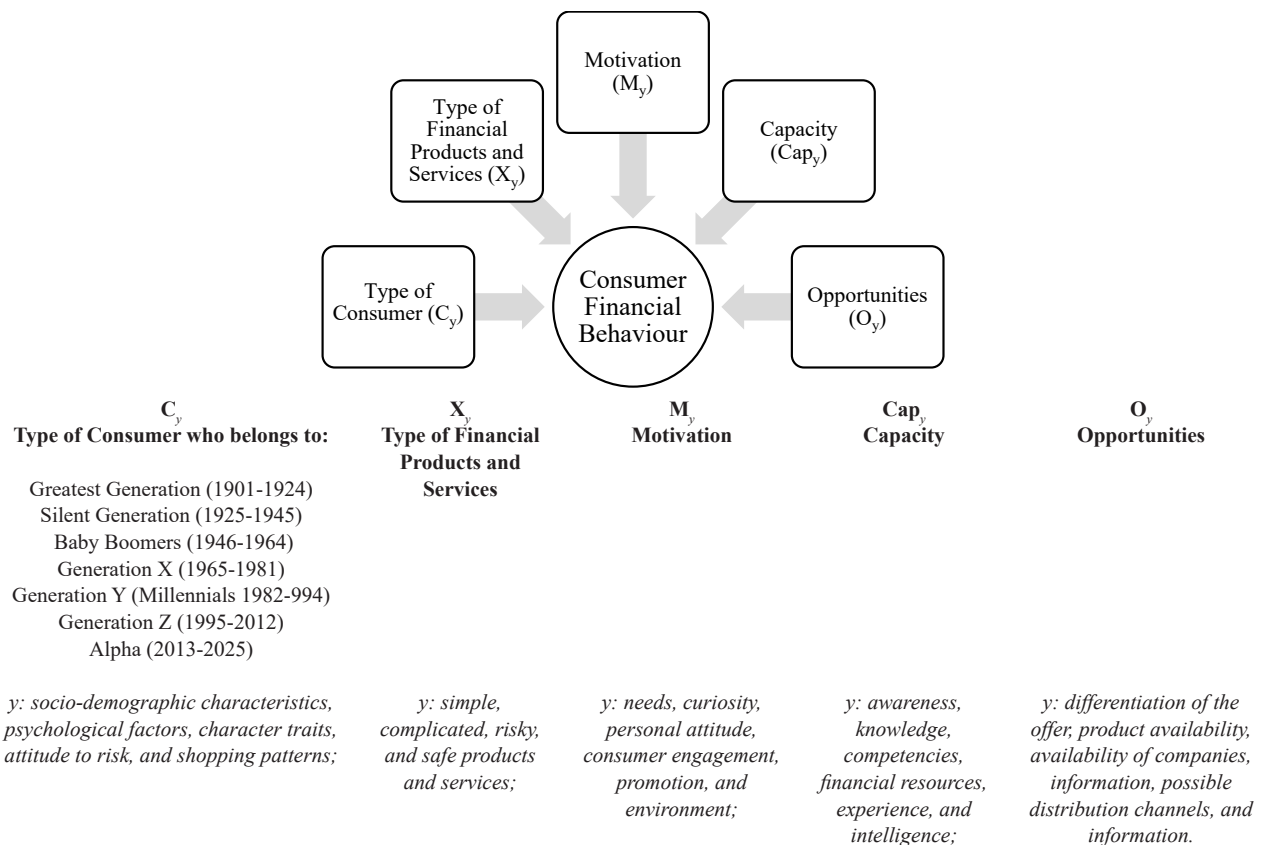 Motivation
(My)
Type of
Financial
Products and
Services (Xy)
Capacity
(Capy)
Type of
Consumer (Cy)
Consumer
Financial
Behaviour
Opportunities
(Oy)
Cy
Type of Consumer who belongs to:
Greatest Generation (1901-1924)
Silent Generation (1925-1945)
Baby Boomers (1946-1964)
Generation X (1965-1981)
Generation Y (Millennials 1982-994)
Generation Z (1995-2012)
Alpha (2013-2025)
y: socio-demographic characteristics,
psychological factors, character traits,
attitude to risk, and shopping patterns;
Xy
Type of Financial
Products and
Services
y: simple,
complicated, risky,
and safe products
and services;
My
Motivation
y: needs, curiosity,
personal attitude,
consumer engagement,
promotion, and
environment;
Capy
Capacity
y: awareness,
knowledge,
competencies,
financial resources,
experience, and
intelligence;
Oy
Opportunities
y: differentiation of the
offer, product availability,
availability of companies,
information, possible
distribution channels, and
information.